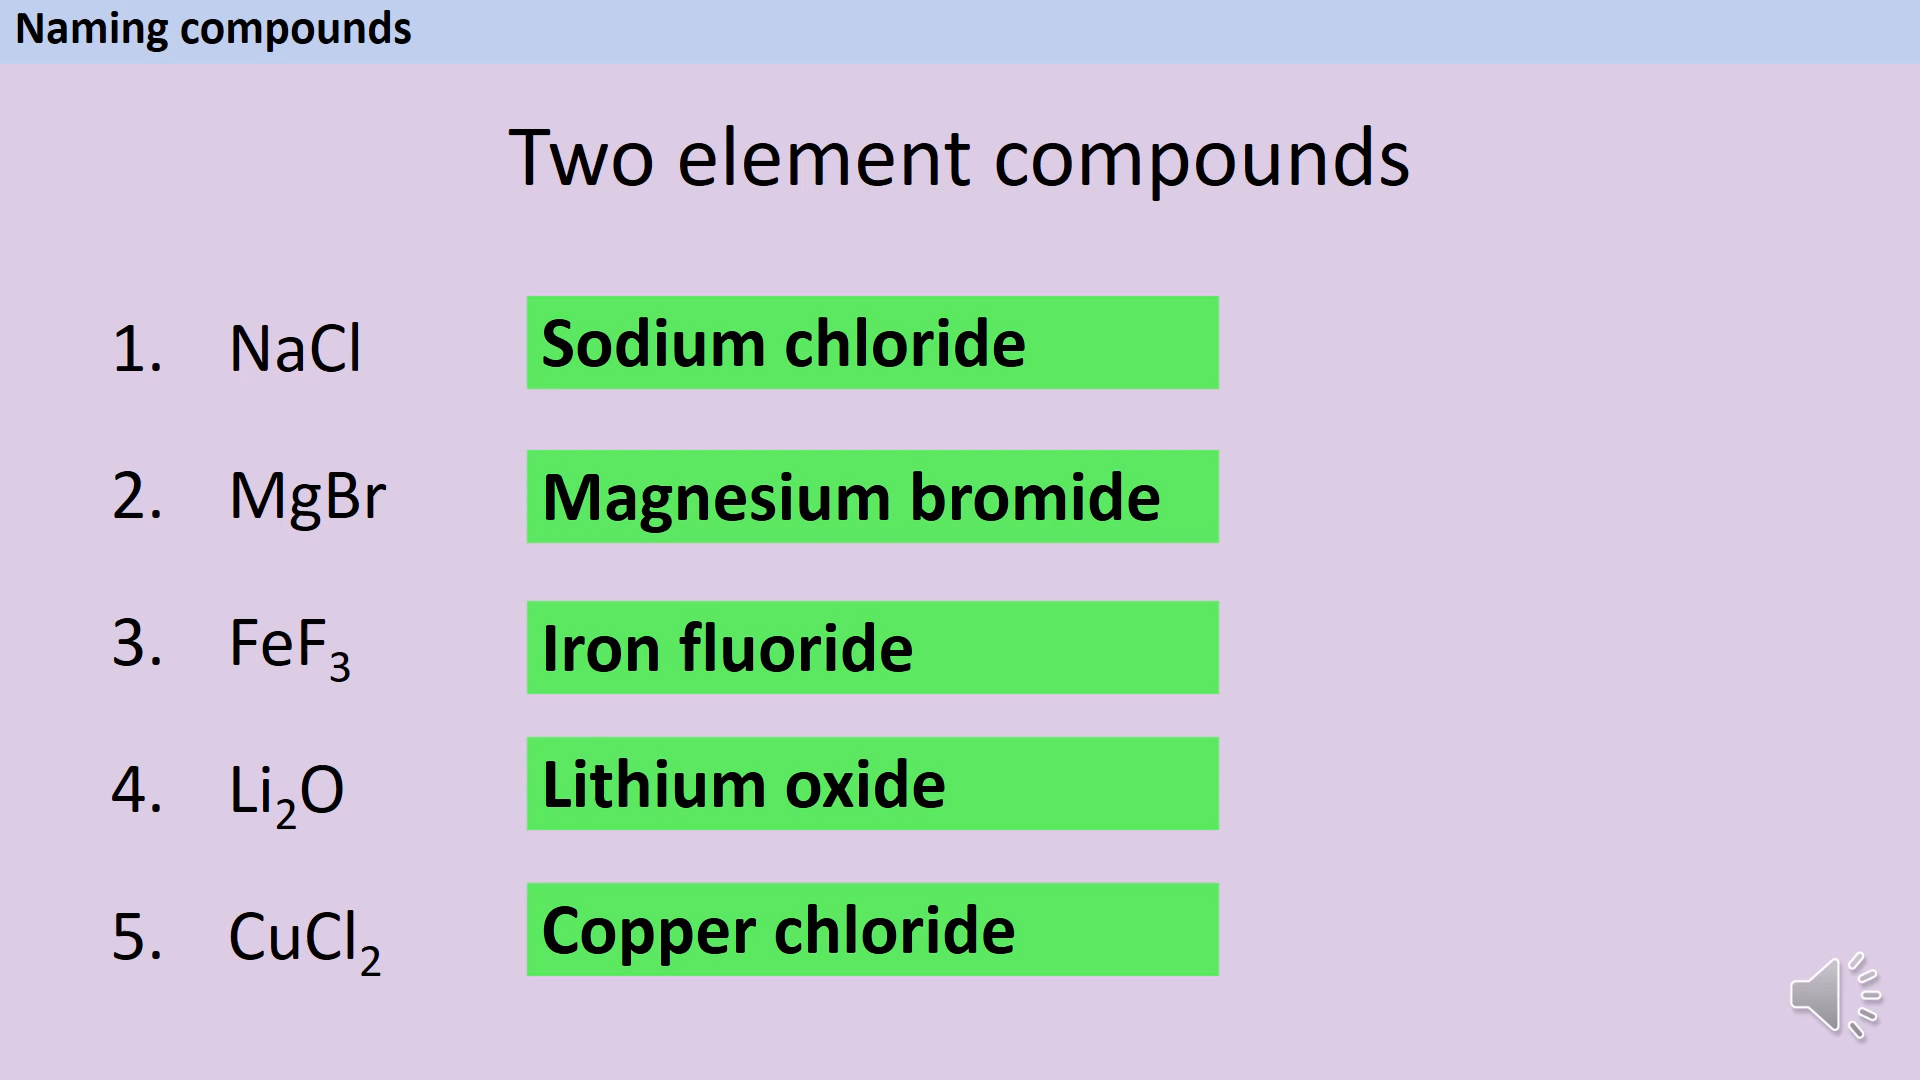 Naming compounds
Two element compounds
1. NaCl Sodium chloride
2. MgBr Magnesium bromide
3. FeF₃ Iron fluoride
4. Li₂O Lithium oxide
5. CuCl₂ Copper chloride